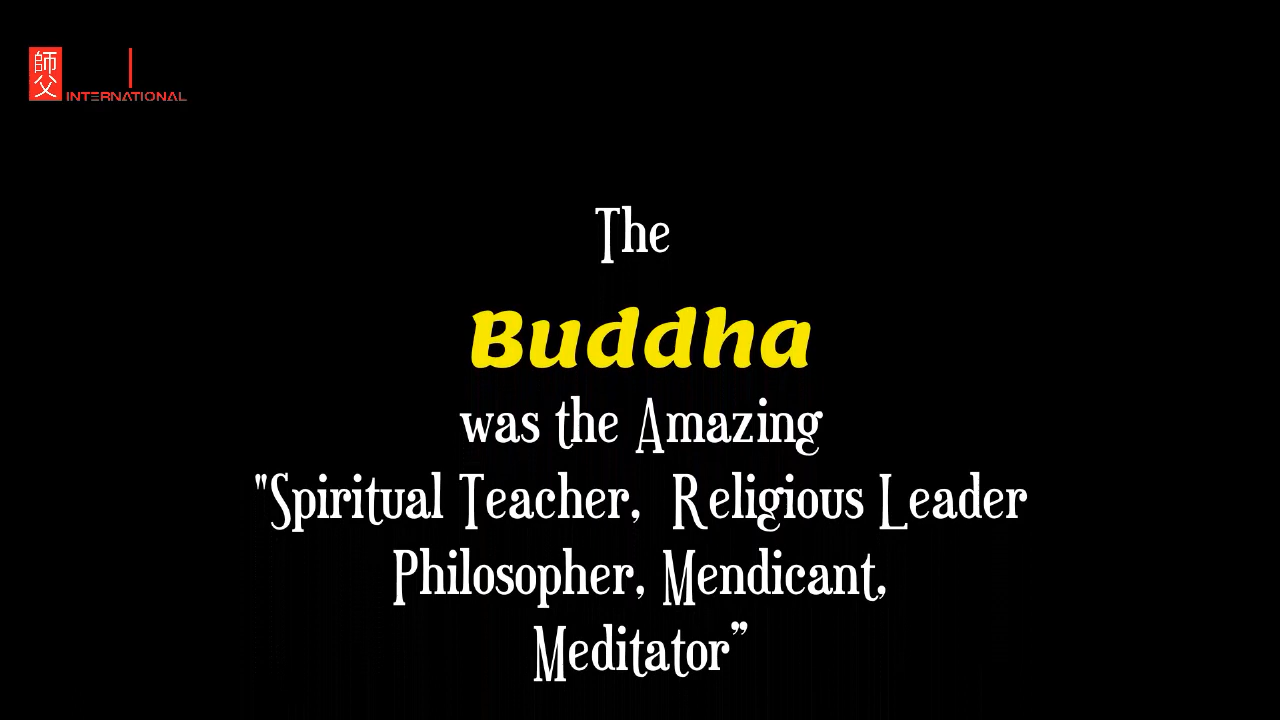 師父
INTERNATIONAL
The
Buddha
was the Amazing
"Spiritual Teacher,  Religious Leader
Philosopher, Mendicant,
Meditator”